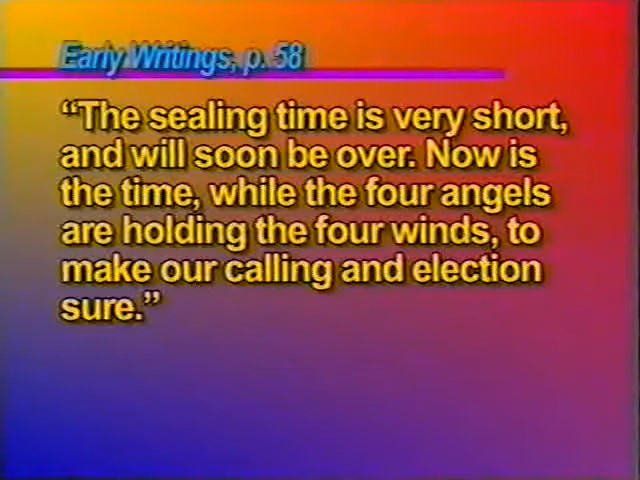 Early Writings, p. 58
“The sealing time is very short,
and will soon be over. Now is
the time, while the four angels
are holding the four winds, to
make our calling and election
sure.”